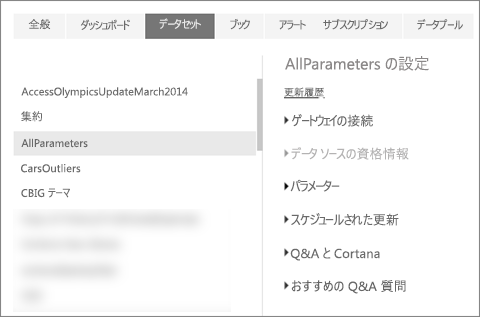 全般 ダッシュボード データセット ブック アラート サブスクリプション データプール
AllParameters の設定
更新履歴
AccessOlympicsUpdateMarch2014
集約
AllParameters
CarsOutliers
CBIG テーマ
ゲートウェイの接続
データ ソースの資格情報
パラメーター
スケジュールされた更新
Q&A と Cortana
おすすめの Q&A 質問